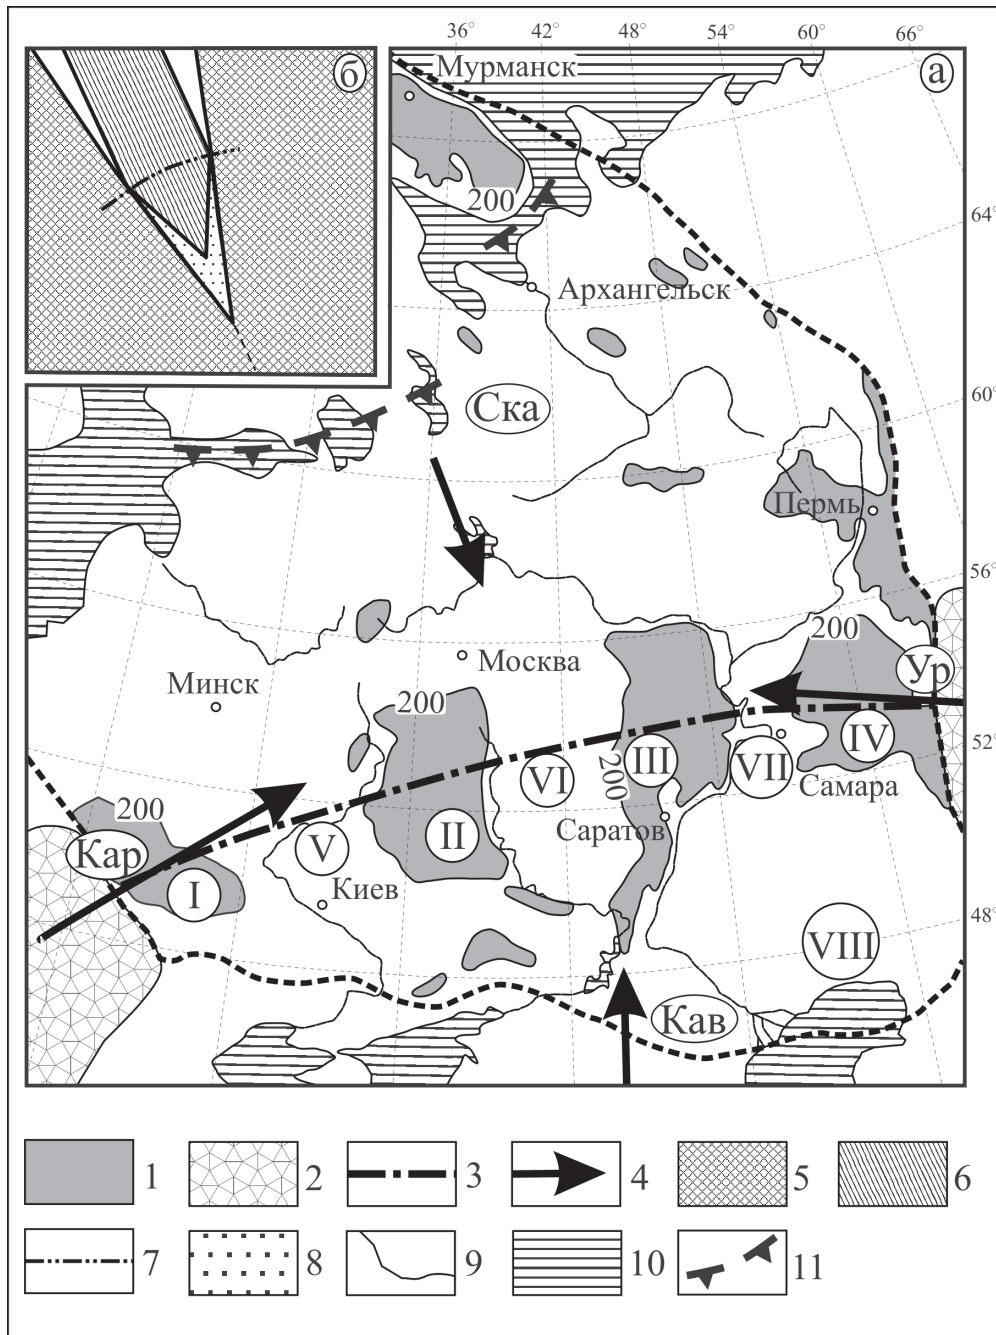 36° 42° 48° 54° 60° 66°
б
а
Мурманск
200
64°
Архангельск
60°
Ска
Пермь
56°
200
Ур
Москва
Минск
200
52°
IV
III
VII
VI
200
Самара
200
Саратов
II
Кар
V
I
Киев
48°
VIII
Кав
1 2 3 4 5 6
7 8 9 10 11